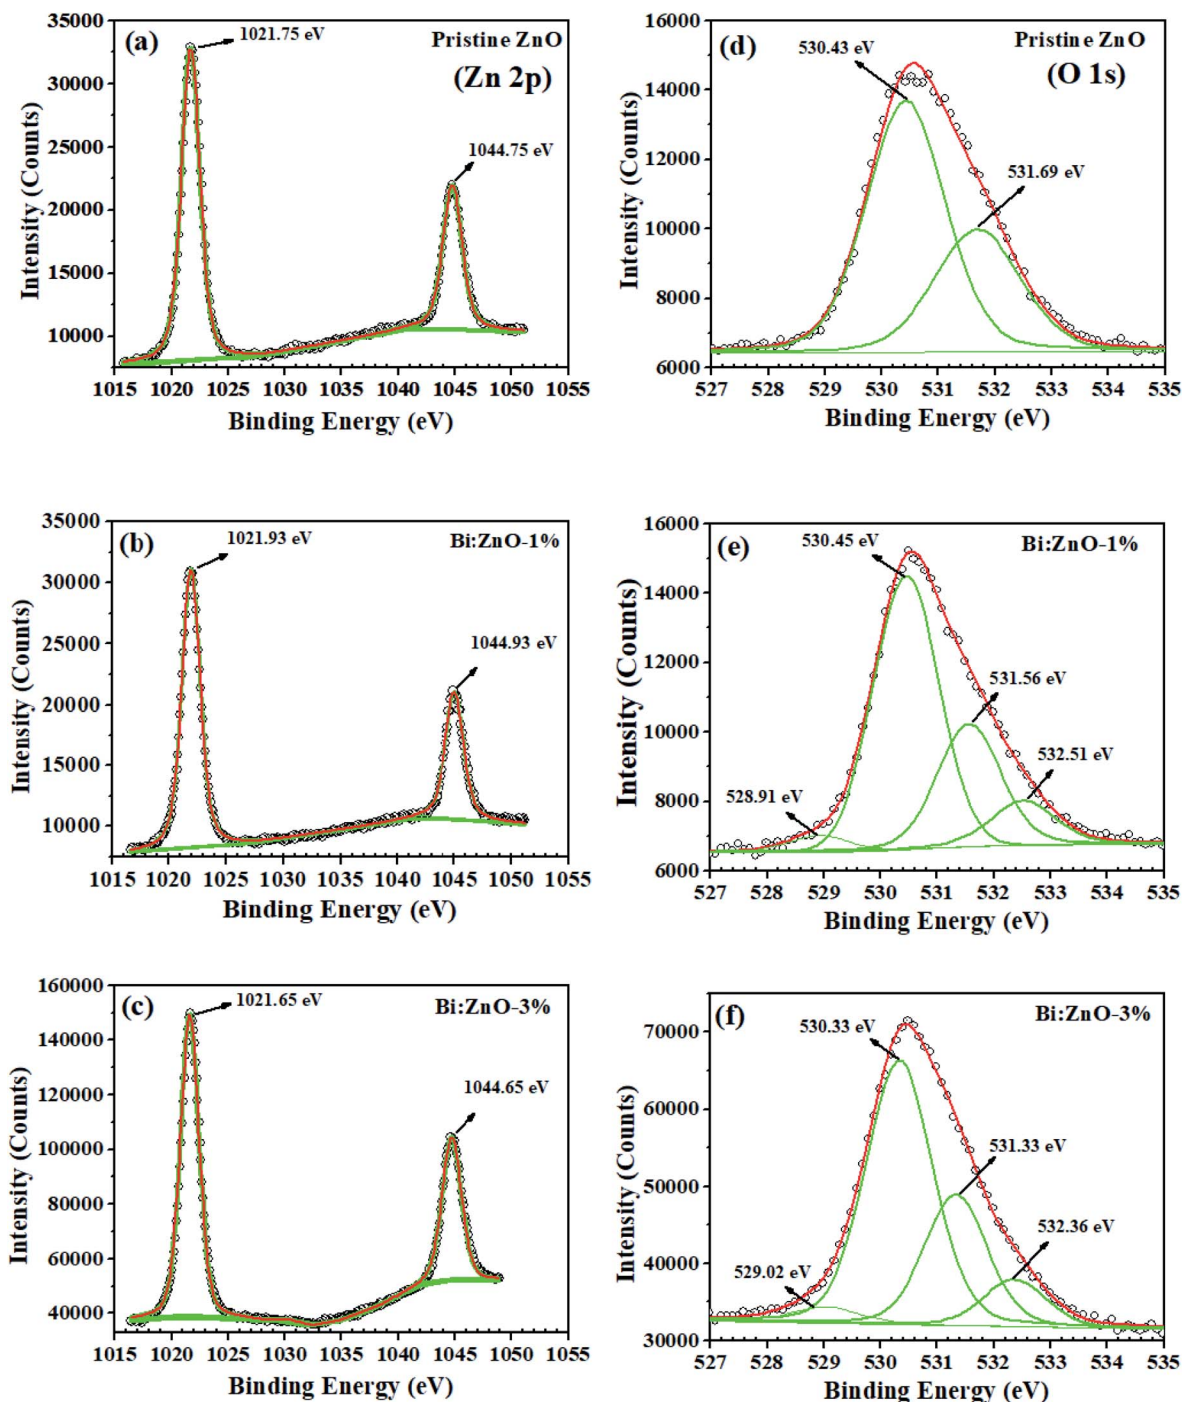 (a)
1021.75 eV
Pristine ZnO
(Zn 2p)
1044.75 eV
35000
30000
25000
20000
15000
10000
Intensity (Counts)
1015 1020 1025 1030 1035 1040 1045 1050 1055
Binding Energy (eV)
(d)
530.43 eV
Pristine ZnO
(O 1s)
531.69 eV
16000
14000
12000
10000
8000
6000
Intensity (Counts)
527 528 529 530 531 532 533 534 535
Binding Energy (eV)
(b)
1021.93 eV
Bi:ZnO-1%
1044.93 eV
35000
30000
25000
20000
15000
10000
Intensity (Counts)
1015 1020 1025 1030 1035 1040 1045 1050 1055
Binding Energy (eV)
(e)
530.45 eV
Bi:ZnO-1%
531.56 eV
532.51 eV
528.91 eV
16000
14000
12000
10000
8000
6000
Intensity (Counts)
527 528 529 530 531 532 533 534 535
Binding Energy (eV)
(c)
1021.65 eV
Bi:ZnO-3%
1044.65 eV
160000
140000
120000
100000
80000
60000
40000
Intensity (Counts)
1015 1020 1025 1030 1035 1040 1045 1050 1055
Binding Energy (eV)
(f)
530.33 eV
Bi:ZnO-3%
531.33 eV
532.36 eV
529.02 eV
70000
60000
50000
40000
30000
Intensity (Counts)
527 528 529 530 531 532 533 534 535
Binding Energy (eV)